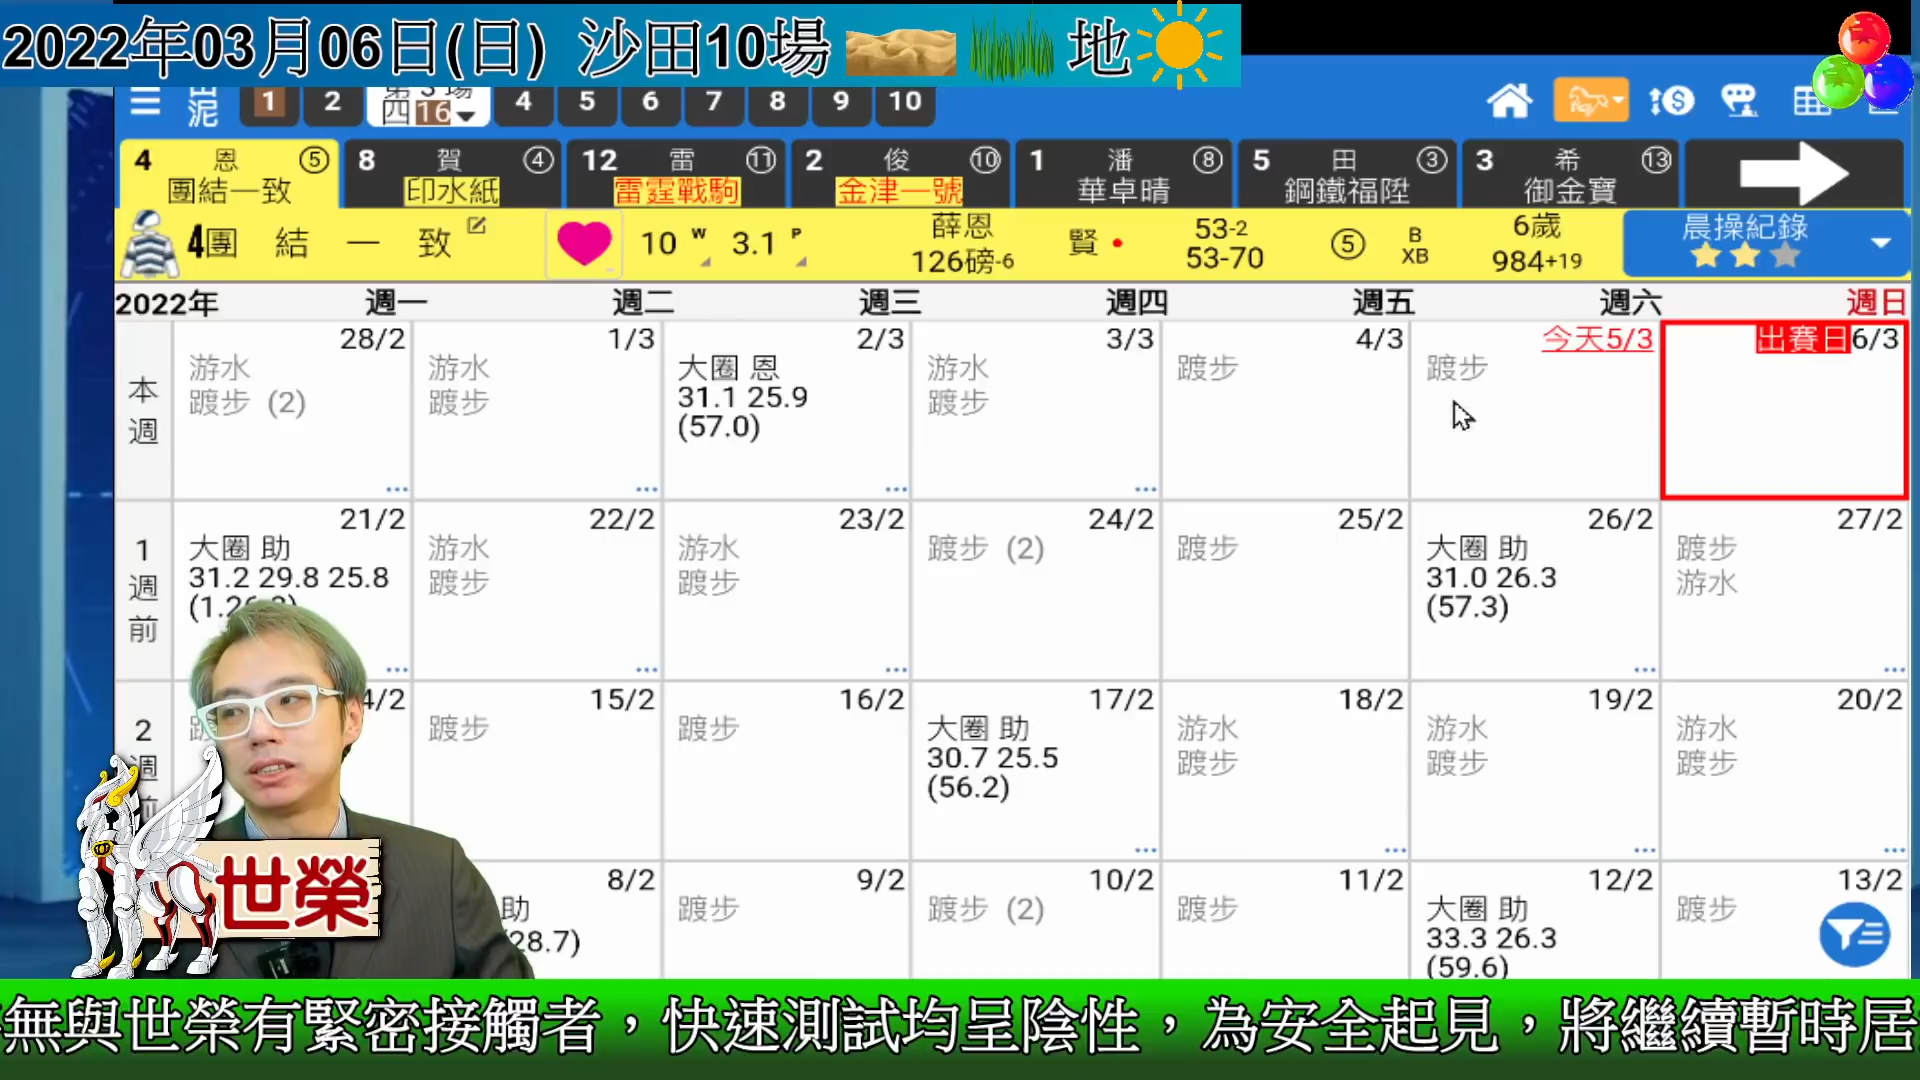 2022年03月06日(日) 沙田10場 地
田泥 1 2 第3場 四16 4 5 6 7 8 9 10
4 恩 ⑤ 8 賀 ④ 12 雷 ⑪ 2 俊 ⑩ 1 潘 ⑧ 5 田 ③ 3 希 ⑬
團結一致 印水紙 雷霆戰駒 金津一號 華卓晴 鋼鐵福陞 御金寶
4團結一致 10 W 3.1 P 薛恩 126磅-6 賢 53-2 53-70 ⑤ B XB 6歲 984+19 晨操紀錄
2022年 週一 週二 週三 週四 週五 週六 週日
28/2 1/3 2/3 3/3 4/3 今天5/3 出賽日6/3
本週
游水 游水 大圈 恩 游水 踱步 踱步
踱步 (2) 踱步 31.1 25.9 踱步
(57.0)
21/2 22/2 23/2 24/2 25/2 26/2 27/2
1週前
大圈 助 游水 游水 踱步 (2) 踱步 大圈 助 踱步
31.2 29.8 25.8 踱步 踱步 31.0 26.3 游水
(57.3)
4/2 15/2 16/2 17/2 18/2 19/2 20/2
2週前
踱步 踱步 大圈 助 游水 游水 游水
30.7 25.5 踱步 踱步 踱步
(56.2)
8/2 9/2 10/2 11/2 12/2 13/2
助 踱步 踱步 (2) 踱步 大圈 助 踱步
28.7) 33.3 26.3
(59.6)
世榮
無與世榮有緊密接觸者，快速測試均呈陰性，為安全起見，將繼續暫時居